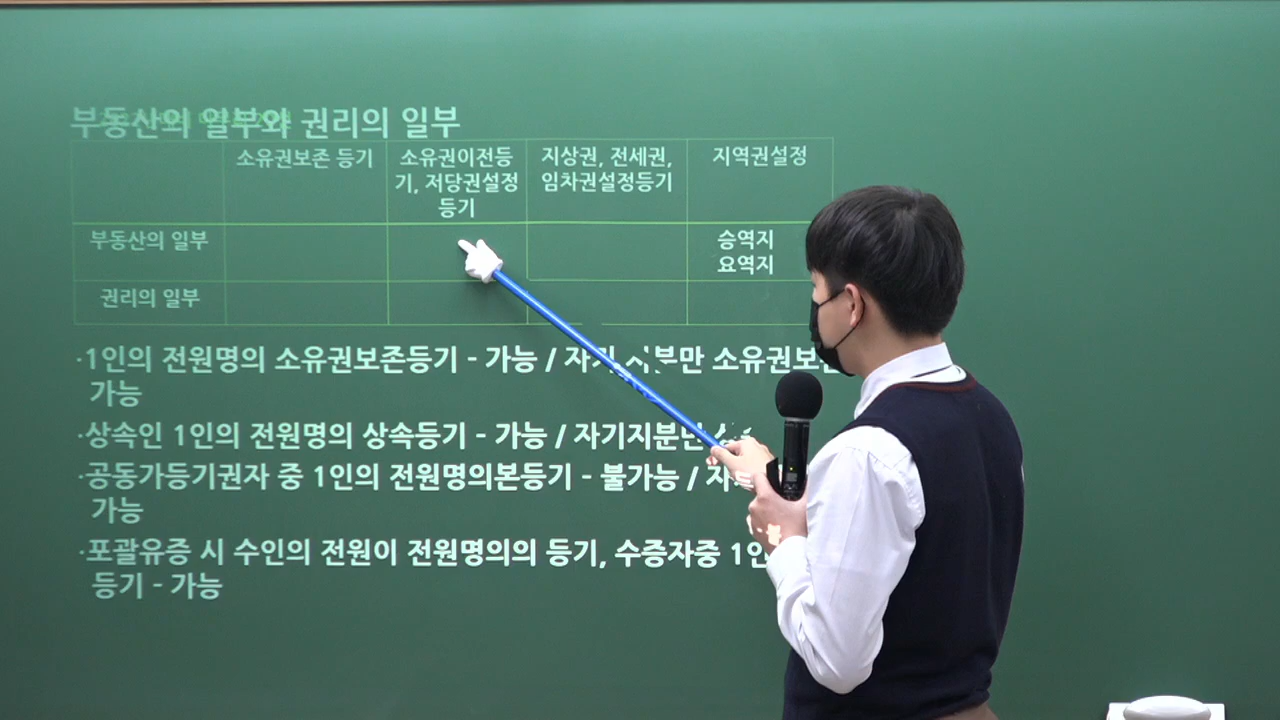 부동산의 일부와 권리의 일부
소유권보존 등기
소유권이전등
기, 저당권설정
등기
지상권, 전세권,
임차권설정등기
지역권설정
부동산의 일부
승역지
요역지
권리의 일부
·1인의 전원명의 소유권보존등기 - 가능 / 자기 지분만 소유권보존
가능
·상속인 1인의 전원명의 상속등기 - 가능 / 자기지분만
·공동가등기권자 중 1인의 전원명의본등기 - 불가능 /
가능
·포괄유증 시 수인의 전원이 전원명의의 등기, 수증자중 1인
등기 - 가능